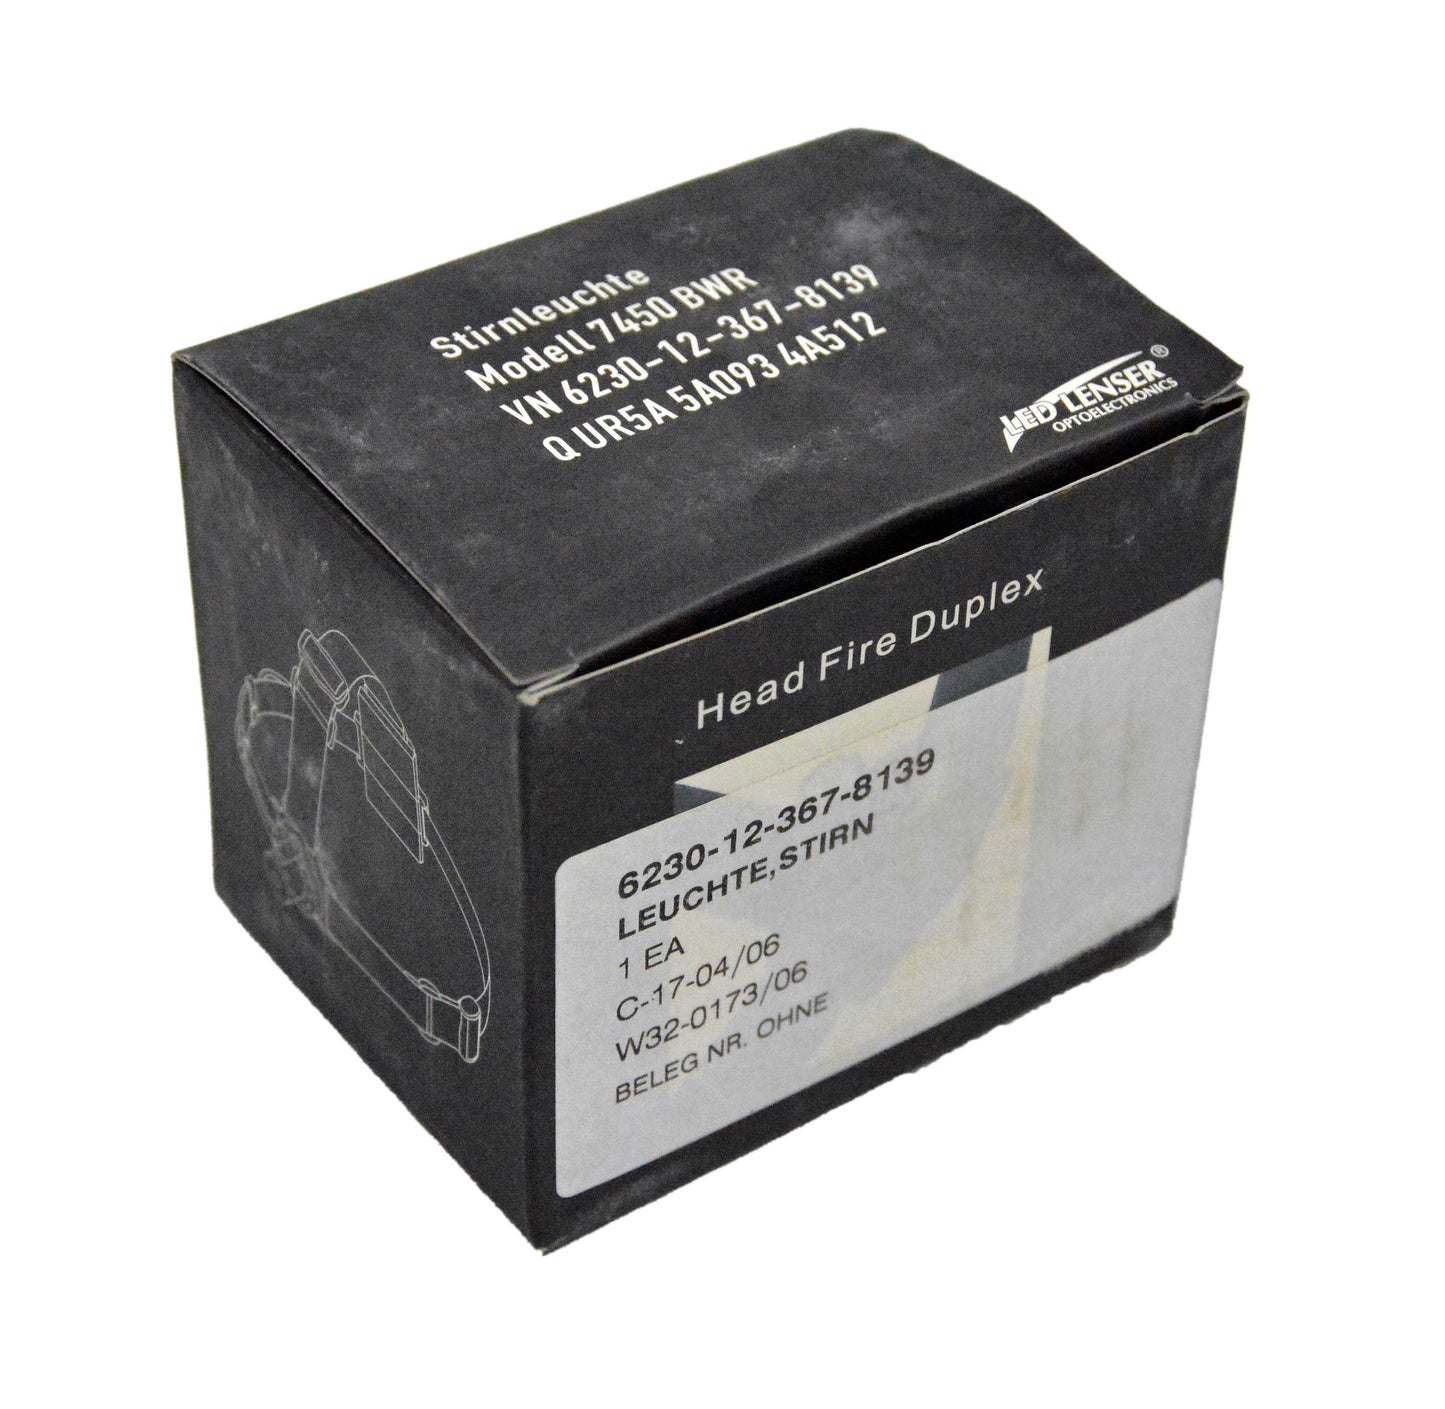 Stirnleuchte
Modell 7450 BWR
VN 6230-12-367-8139
Q UR5A 5A093 4A512
LED LENSER®
OPTOELECTRONICS
Head Fire Duplex
6230-12-367-8139
LEUCHTE,STIRN
1 EA
C-17-04/06
W32-0173/06
BELEG NR. OHNE